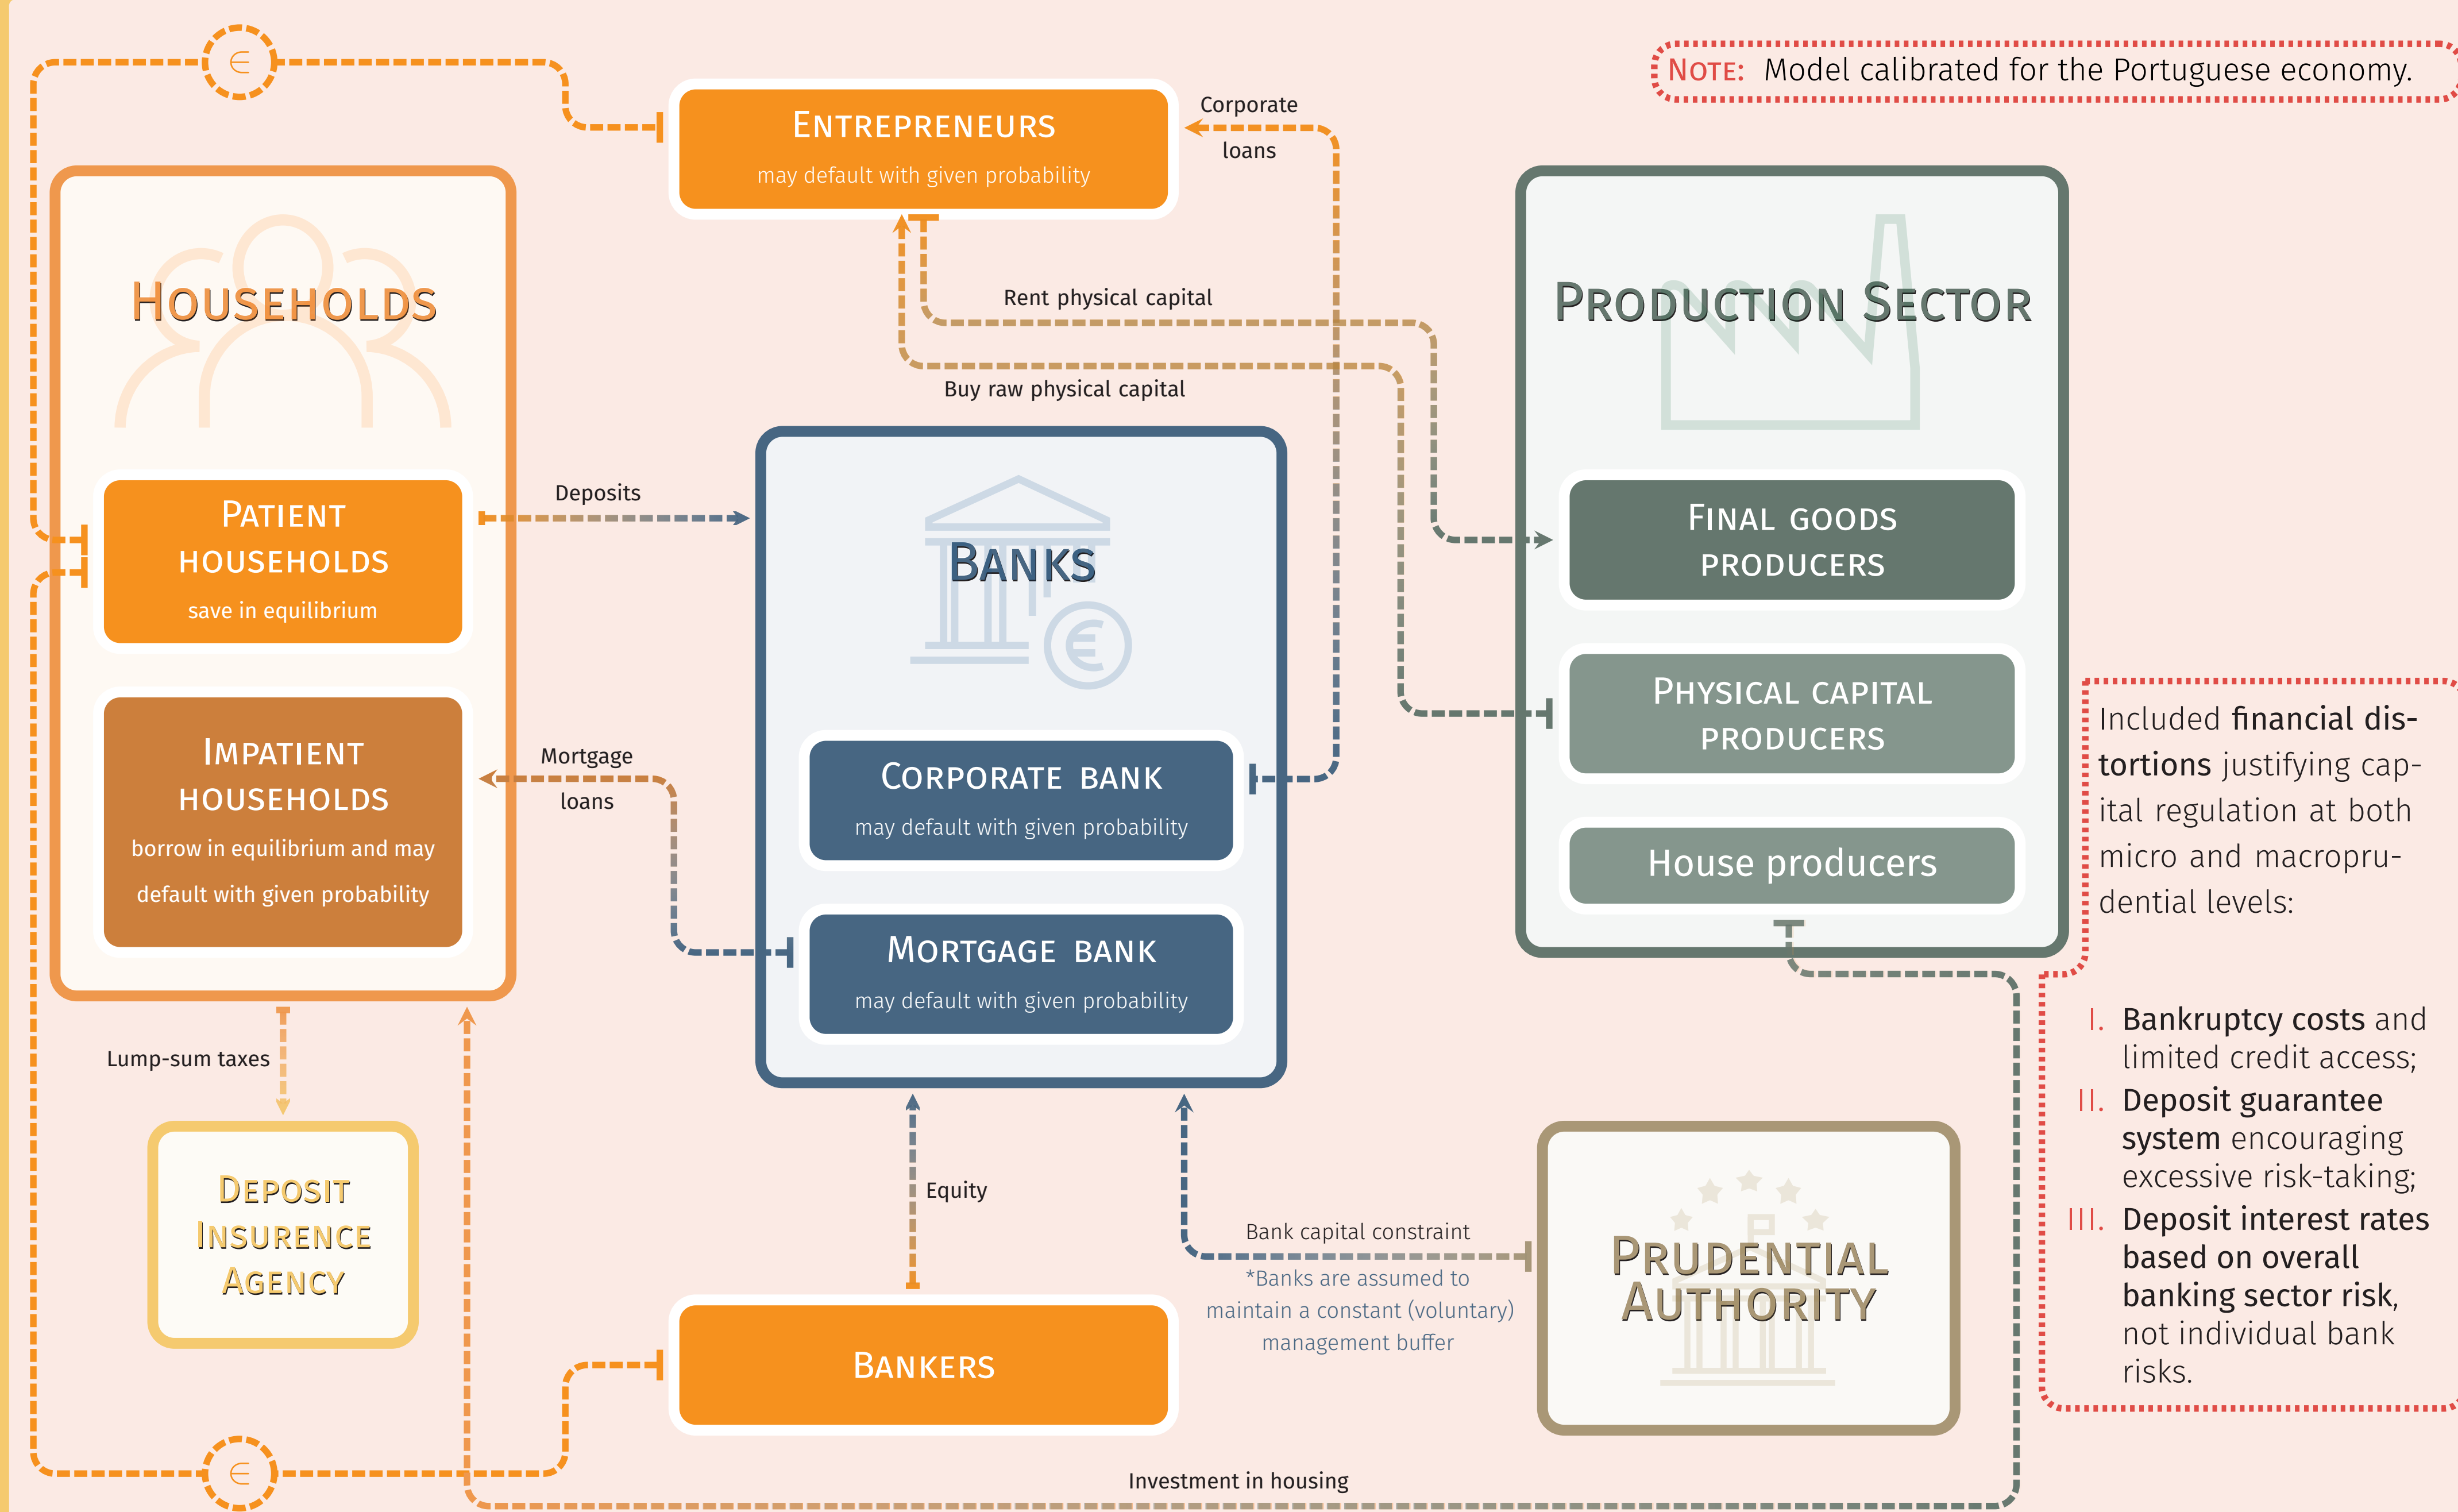 ∈
NOTE: Model calibrated for the Portuguese economy.
ENTREPRENEURS
may default with given probability
Corporate
loans
Rent physical capital
Buy raw physical capital
HOUSEHOLDS
PATIENT
HOUSEHOLDS
save in equilibrium
IMPATIENT
HOUSEHOLDS
borrow in equilibrium and may
default with given probability
Deposits
Mortgage
loans
BANKS
€
CORPORATE BANK
may default with given probability
MORTGAGE BANK
may default with given probability
PRODUCTION SECTOR
FINAL GOODS
PRODUCERS
PHYSICAL CAPITAL
PRODUCERS
House producers
Included financial dis-
tortions justifying cap-
ital regulation at both
micro and macropru-
dential levels:
I. Bankruptcy costs and
limited credit access;
II. Deposit guarantee
system encouraging
excessive risk-taking;
III. Deposit interest rates
based on overall
banking sector risk,
not individual bank
risks.
Lump-sum taxes
DEPOSIT
INSURENCE
AGENCY
Equity
Bank capital constraint
*Banks are assumed to
maintain a constant (voluntary)
management buffer
PRUDENTIAL
AUTHORITY
BANKERS
∈
Investment in housing